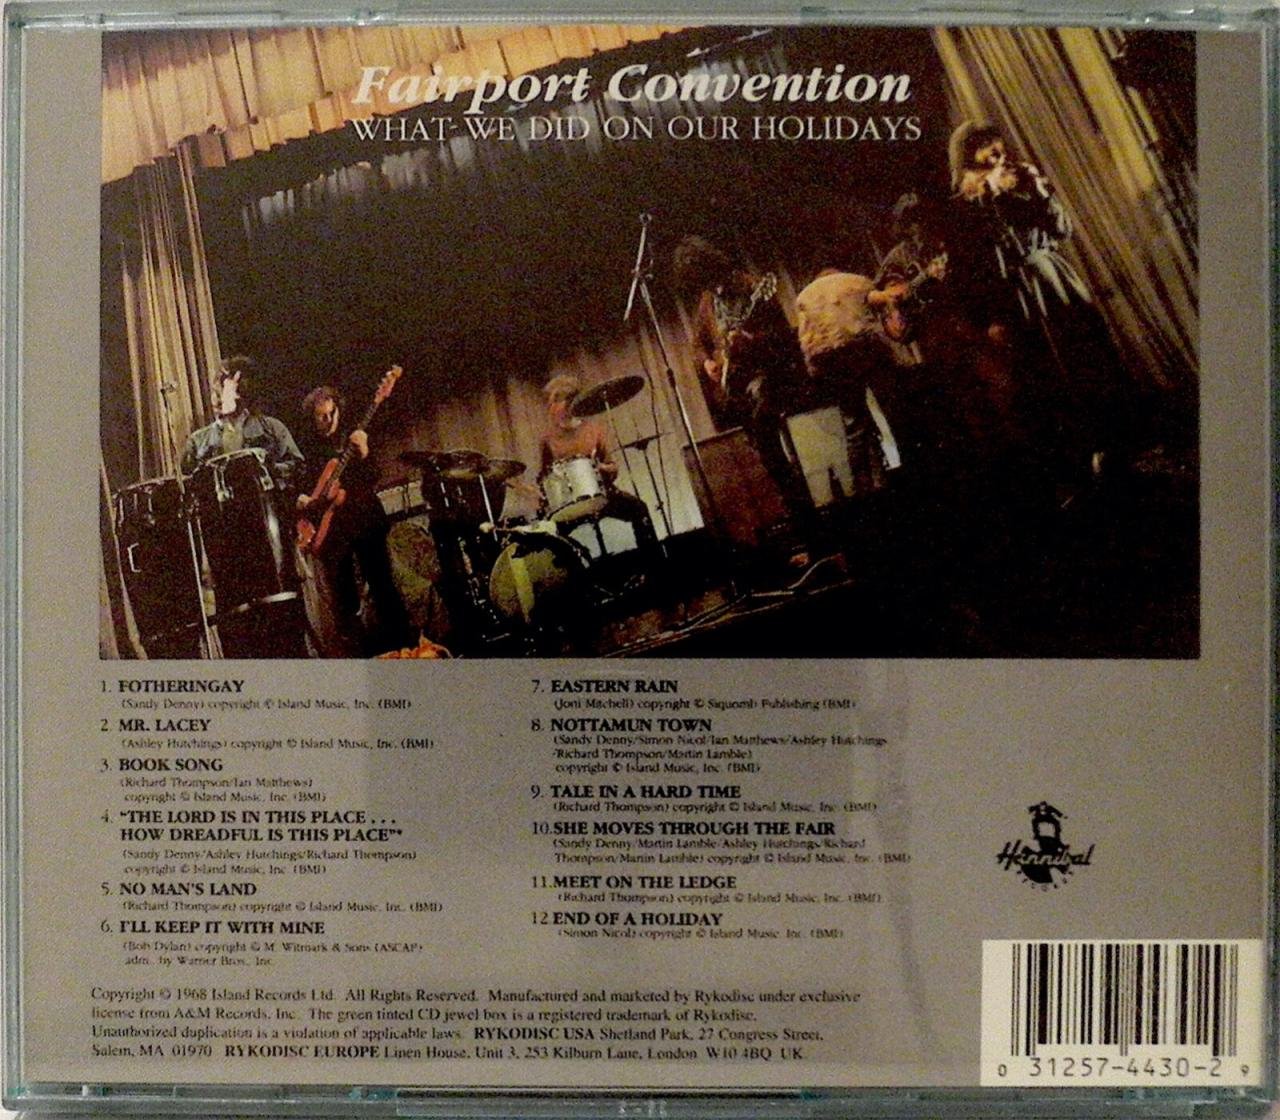 Fairport Convention
WHAT WE DID ON OUR HOLIDAYS
1. FOTHERINGAY
(Sandy Denny) copyright © Island Music, Inc. (BMI)
2. MR. LACEY
(Ashley Hutchings) copyright © Island Music, Inc. (BMI)
3. BOOK SONG
(Richard Thompson/Ian Matthews)
copyright © Island Music, Inc. (BMI)
4. "THE LORD IS IN THIS PLACE . . .
HOW DREADFUL IS THIS PLACE"*
(Sandy Denny/Ashley Hutchings/Richard Thompson)
copyright © Island Music, Inc. (BMI)
5. NO MAN'S LAND
(Richard Thompson) copyright © Island Music, Inc. (BMI)
6. I'LL KEEP IT WITH MINE
(Bob Dylan) copyright © M. Witmark & Sons (ASCAP)
adm. by Warner Bros., Inc.
7. EASTERN RAIN
(Joni Mitchell) copyright © Siquomb Publishing (BMI)
8. NOTTAMUN TOWN
(Sandy Denny/Simon Nicol/Ian Matthews/Ashley Hutchings
/Richard Thompson/Martin Lamble)
copyright © Island Music, Inc. (BMI)
9. TALE IN A HARD TIME
(Richard Thompson) copyright © Island Music, Inc. (BMI)
10. SHE MOVES THROUGH THE FAIR
(Sandy Denny/Martin Lamble/Ashley Hutchings/Richard
Thompson/Martin Lamble) copyright © Island Music, Inc. (BMI)
11. MEET ON THE LEDGE
(Richard Thompson) copyright © Island Music, Inc. (BMI)
12 END OF A HOLIDAY
(Simon Nicol) copyright © Island Music, Inc. (BMI)
Hannibal
RECORDS
Copyright © 1968 Island Records Ltd. All Rights Reserved. Manufactured and marketed by Rykodisc under exclusive
license from A&M Records, Inc. The green tinted CD jewel box is a registered trademark of Rykodisc.
Unauthorized duplication is a violation of applicable laws. RYKODISC USA Shetland Park, 27 Congress Street,
Salem, MA 01970 RYKODISC EUROPE Linen House, Unit 3, 253 Kilburn Lane, London W10 4BQ UK
0 31257-4430-2 9